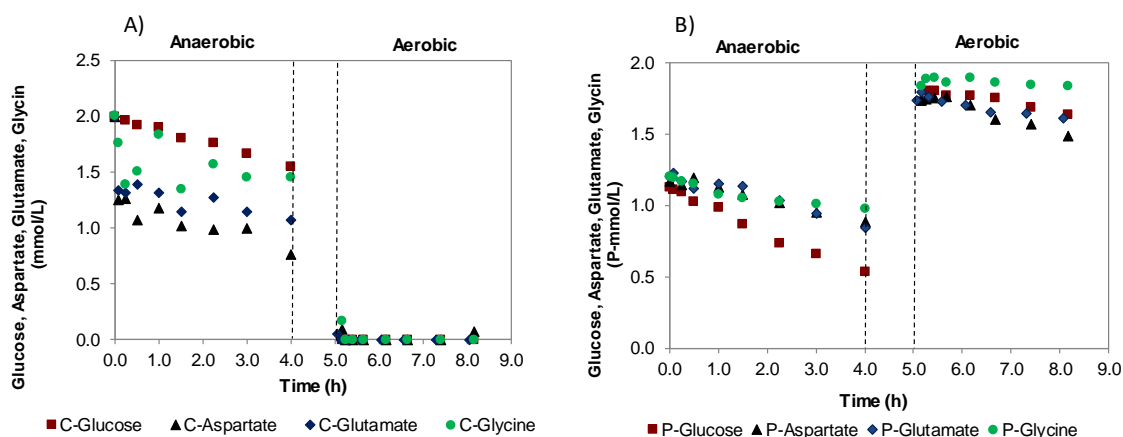 A)
Anaerobic
Aerobic
Glucose, Aspartate, Glutamate, Glycin
(mmol/L)
2.5
2.0
1.5
1.0
0.5
0.0
0.0 1.0 2.0 3.0 4.0 5.0 6.0 7.0 8.0 9.0
Time (h)
C-Glucose C-Aspartate C-Glutamate C-Glycine
B)
Anaerobic
Aerobic
Glucose, Aspartate, Glutamate, Glycin
(P-mmol/L)
2.0
1.5
1.0
0.5
0.0
0.0 1.0 2.0 3.0 4.0 5.0 6.0 7.0 8.0 9.0
Time (h)
P-Glucose P-Aspartate P-Glutamate P-Glycine